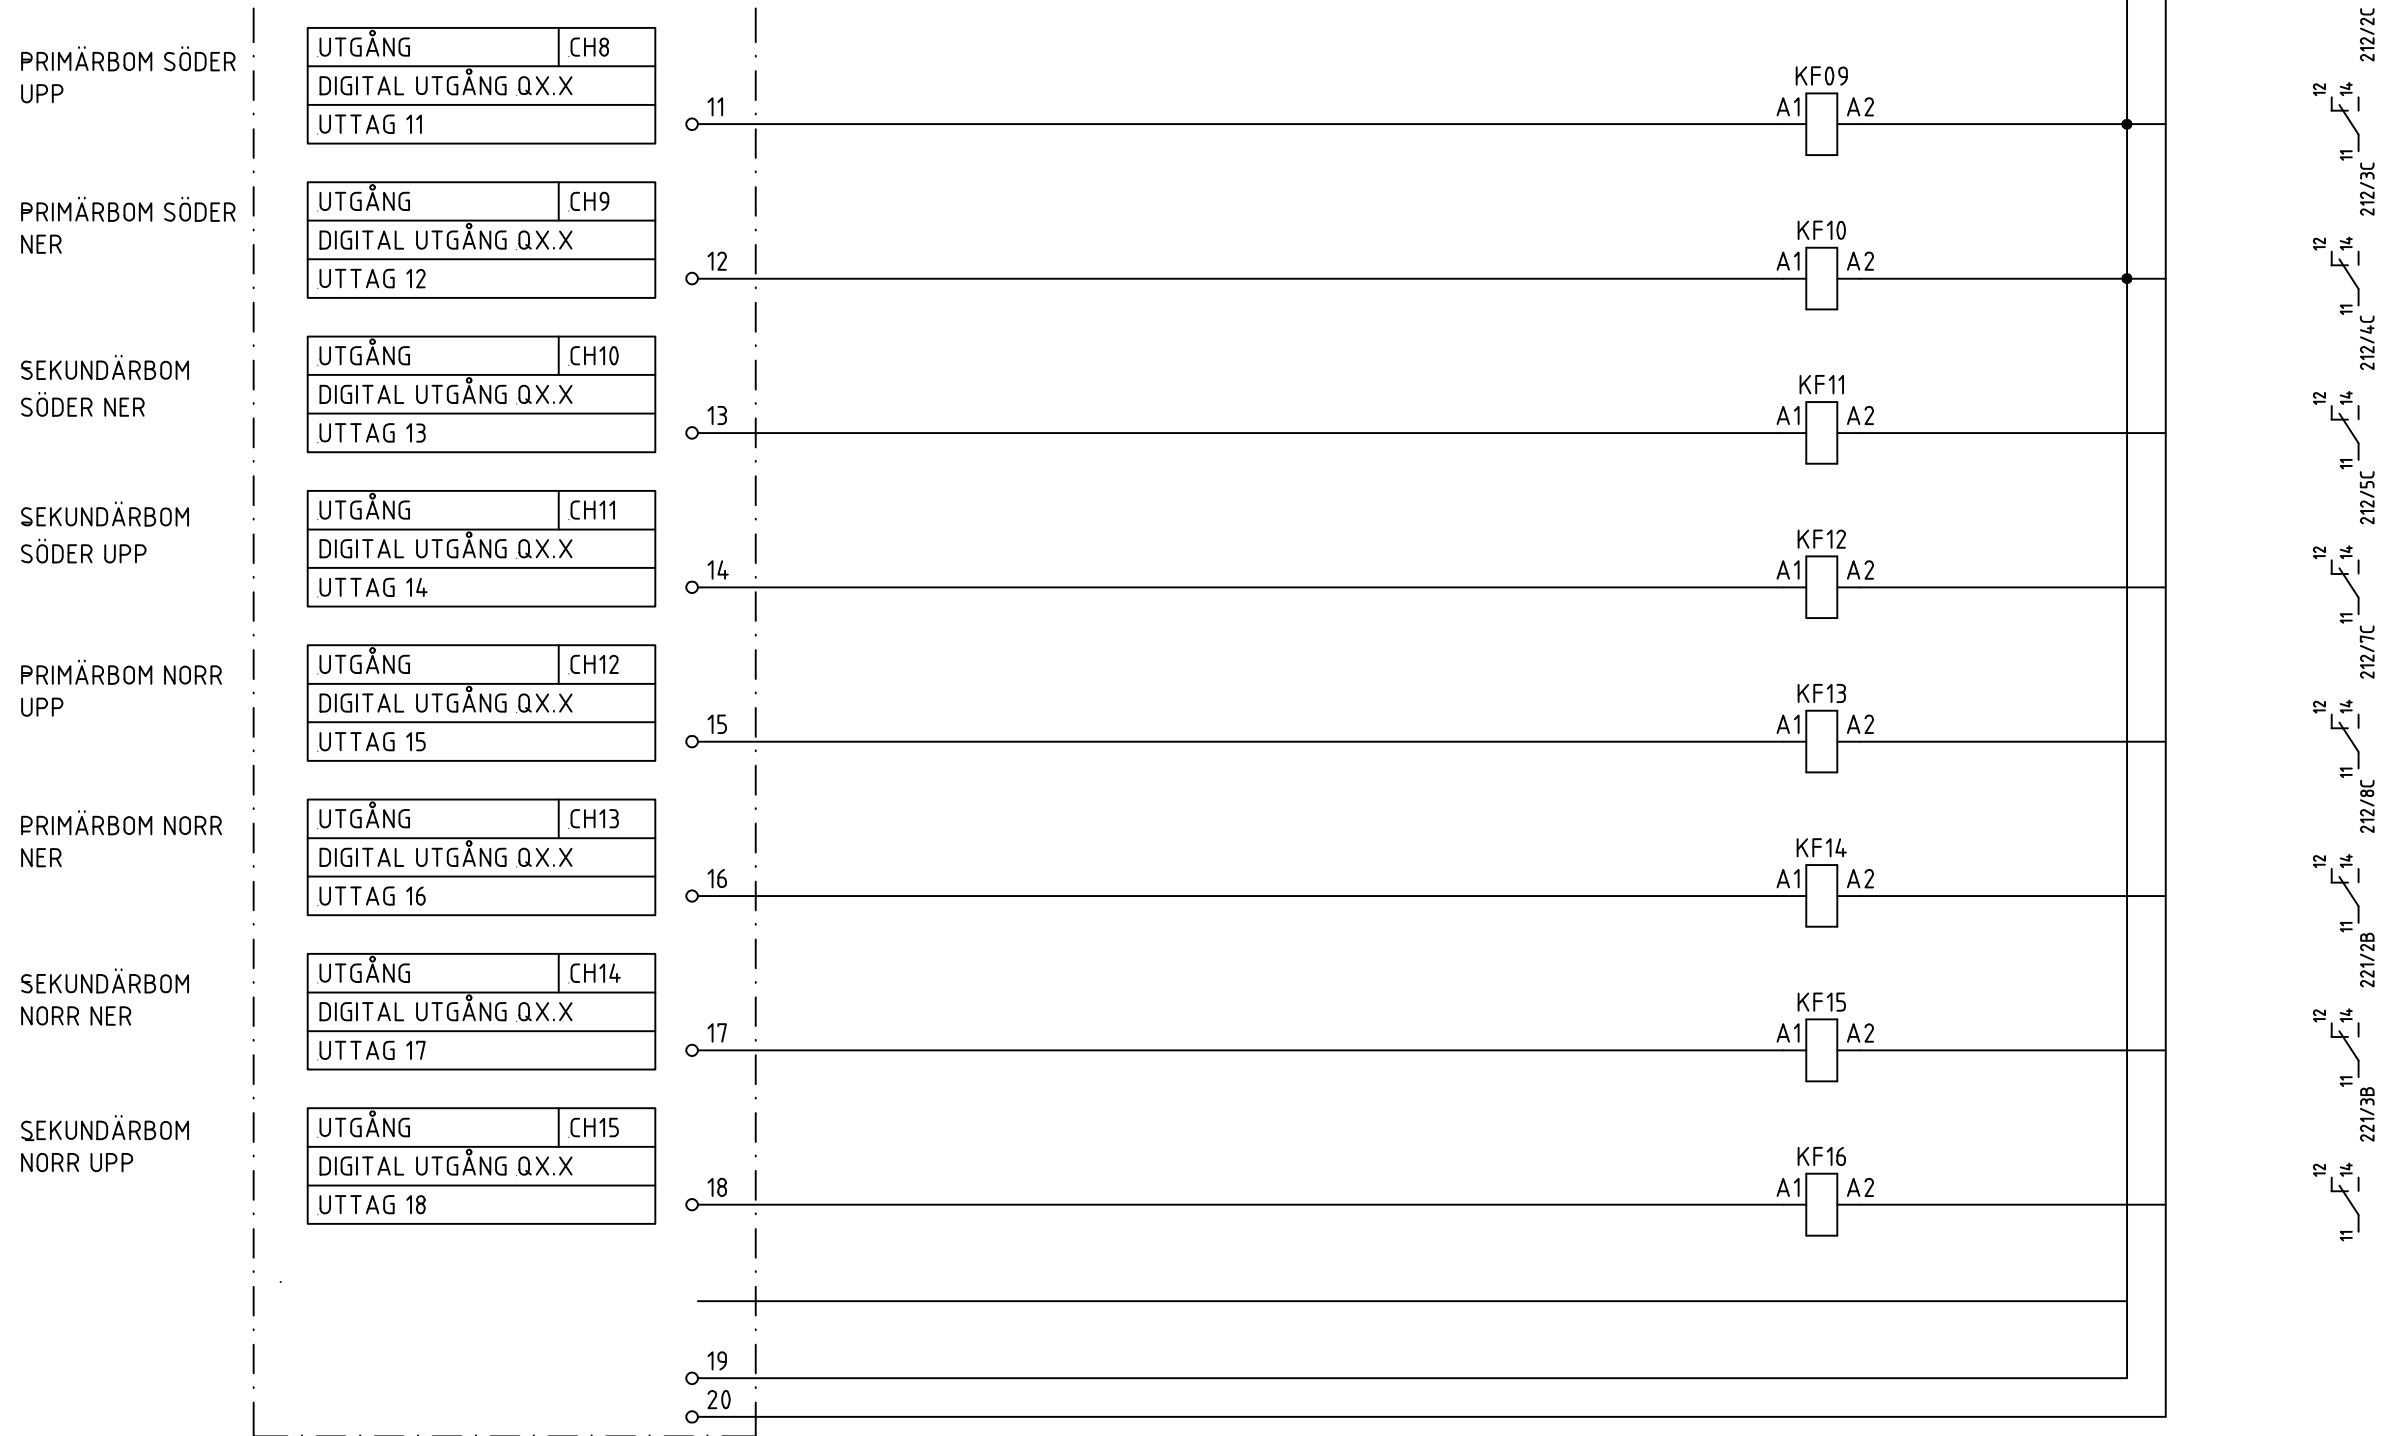 212/2C
PRIMÄRBOM SÖDER
UPP
UTGÅNG CH8
DIGITAL UTGÅNG QX.X
UTTAG 11
11
KF09
A1 A2
12 14
11
212/3C
PRIMÄRBOM SÖDER
NER
UTGÅNG CH9
DIGITAL UTGÅNG QX.X
UTTAG 12
12
KF10
A1 A2
12 14
11
212/4C
SEKUNDÄRBOM
SÖDER NER
UTGÅNG CH10
DIGITAL UTGÅNG QX.X
UTTAG 13
13
KF11
A1 A2
12 14
11
212/5C
SEKUNDÄRBOM
SÖDER UPP
UTGÅNG CH11
DIGITAL UTGÅNG QX.X
UTTAG 14
14
KF12
A1 A2
12 14
11
212/7C
PRIMÄRBOM NORR
UPP
UTGÅNG CH12
DIGITAL UTGÅNG QX.X
UTTAG 15
15
KF13
A1 A2
12 14
11
212/8C
PRIMÄRBOM NORR
NER
UTGÅNG CH13
DIGITAL UTGÅNG QX.X
UTTAG 16
16
KF14
A1 A2
12 14
11
221/2B
SEKUNDÄRBOM
NORR NER
UTGÅNG CH14
DIGITAL UTGÅNG QX.X
UTTAG 17
17
KF15
A1 A2
12 14
11
221/3B
SEKUNDÄRBOM
NORR UPP
UTGÅNG CH15
DIGITAL UTGÅNG QX.X
UTTAG 18
18
KF16
A1 A2
12 14
11
19
20